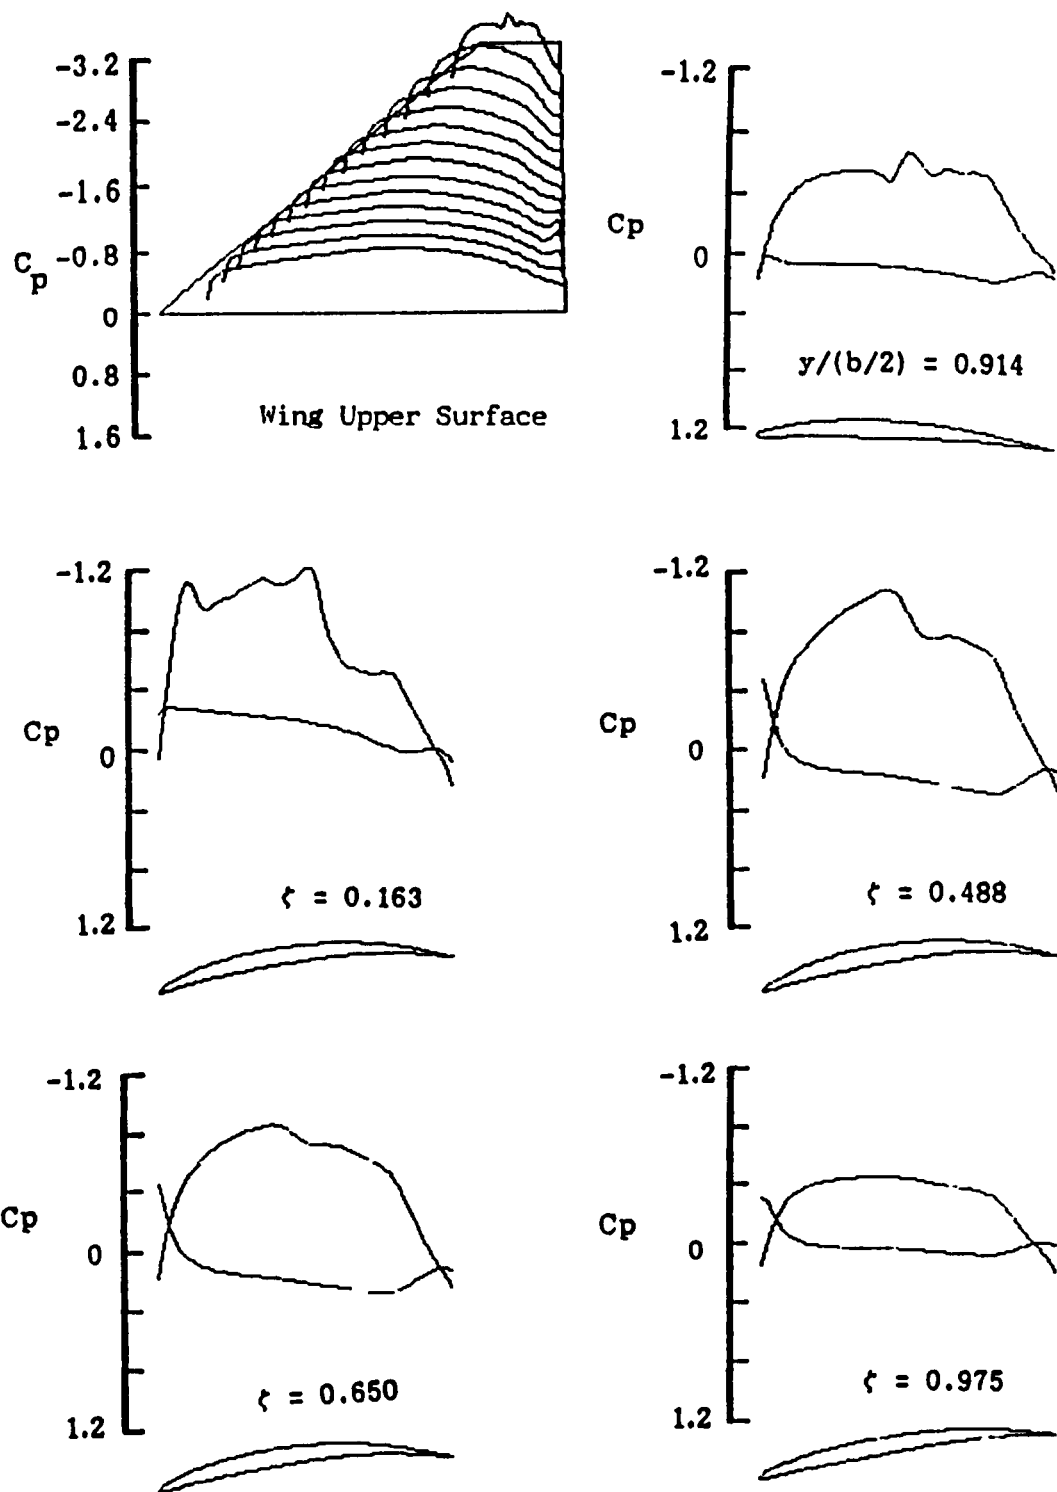 -3.2
-2.4
-1.6
C_p -0.8
0
0.8
1.6
Wing Upper Surface
-1.2
Cp
0
y/(b/2) = 0.914
1.2
-1.2
Cp
0
ζ = 0.163
1.2
-1.2
Cp
0
ζ = 0.488
1.2
-1.2
Cp
0
ζ = 0.650
1.2
-1.2
Cp
0
ζ = 0.975
1.2